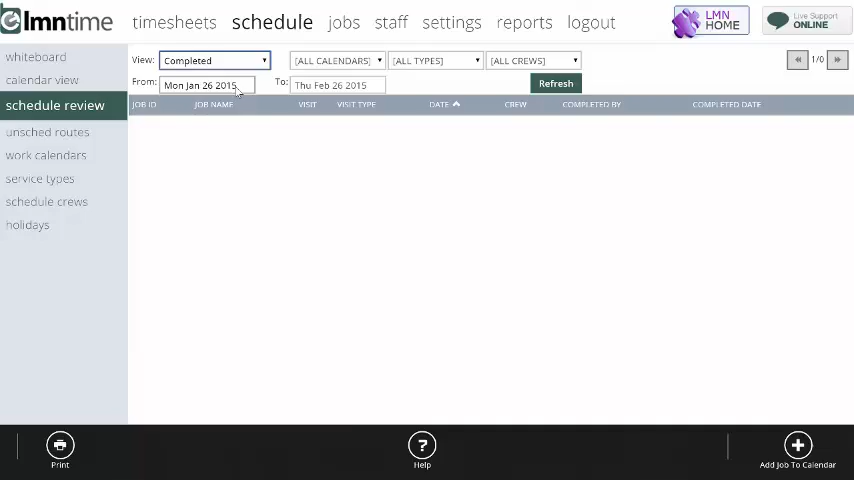 lmntime timesheets schedule jobs staff settings reports logout LMN HOME Live Support ONLINE
whiteboard
calendar view
schedule review
unsched routes
work calendars
service types
schedule crews
holidays
View: Completed [ALL CALENDARS] [ALL TYPES] [ALL CREWS] 1/0
From: Mon Jan 26 2015 To: Thu Feb 26 2015 Refresh
JOB ID JOB NAME VISIT VISIT TYPE DATE CREW COMPLETED BY COMPLETED DATE
Print Help Add Job To Calendar